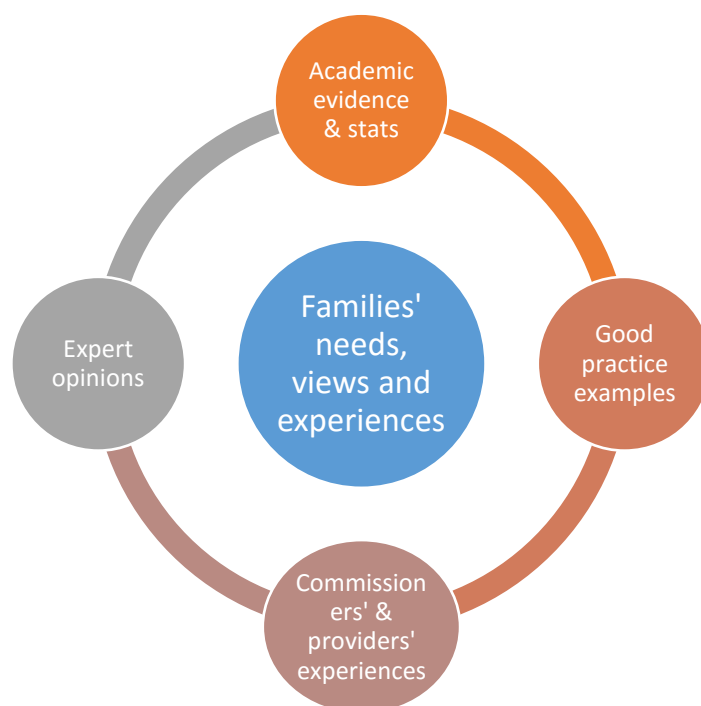 Academic
evidence
& stats
Families'
needs,
views and
experiences
Expert
opinions
Good
practice
examples
Commission
ers' &
providers'
experiences